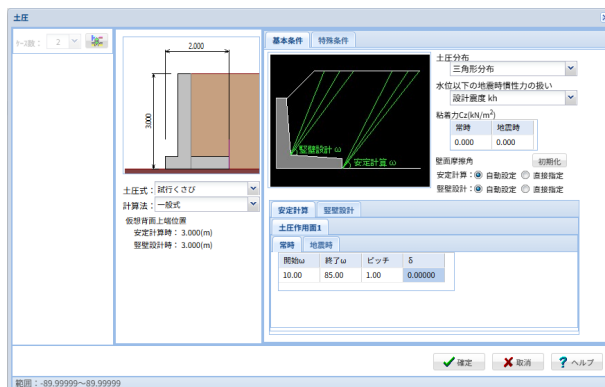 土圧
ケース数： 2
2.000
3.000
土圧式： 試行くさび
計算法： 一般式
仮想背面上端位置
安定計算時： 3.000(m)
竪壁設計時： 3.000(m)
基本条件 特殊条件
竪壁設計 ω
安定計算 ω
土圧分布
三角形分布
水位以下の地震時慣性力の扱い
設計震度 kh
粘着力Cz(kN/m²)
常時 地震時
0.000 0.000
壁面摩擦角 初期化
安定計算： 自動設定 直接指定
竪壁設計： 自動設定 直接指定
安定計算 竪壁設計
土圧作用面1
常時 地震時
開始ω 終了ω ピッチ δ
10.00 85.00 1.00 0.00000
確定 取消 ヘルプ
範囲：-89.99999～89.99999